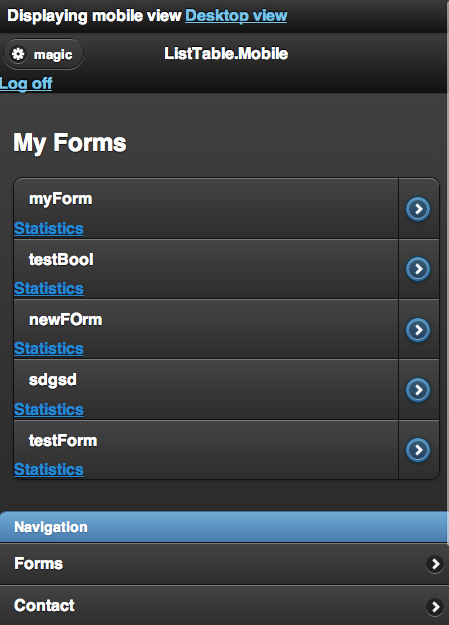 Displaying mobile view Desktop view
magic
ListTable.Mobile
Log off
My Forms
myForm
Statistics
testBool
Statistics
newFOrm
Statistics
sdgsd
Statistics
testForm
Statistics
Navigation
Forms
Contact